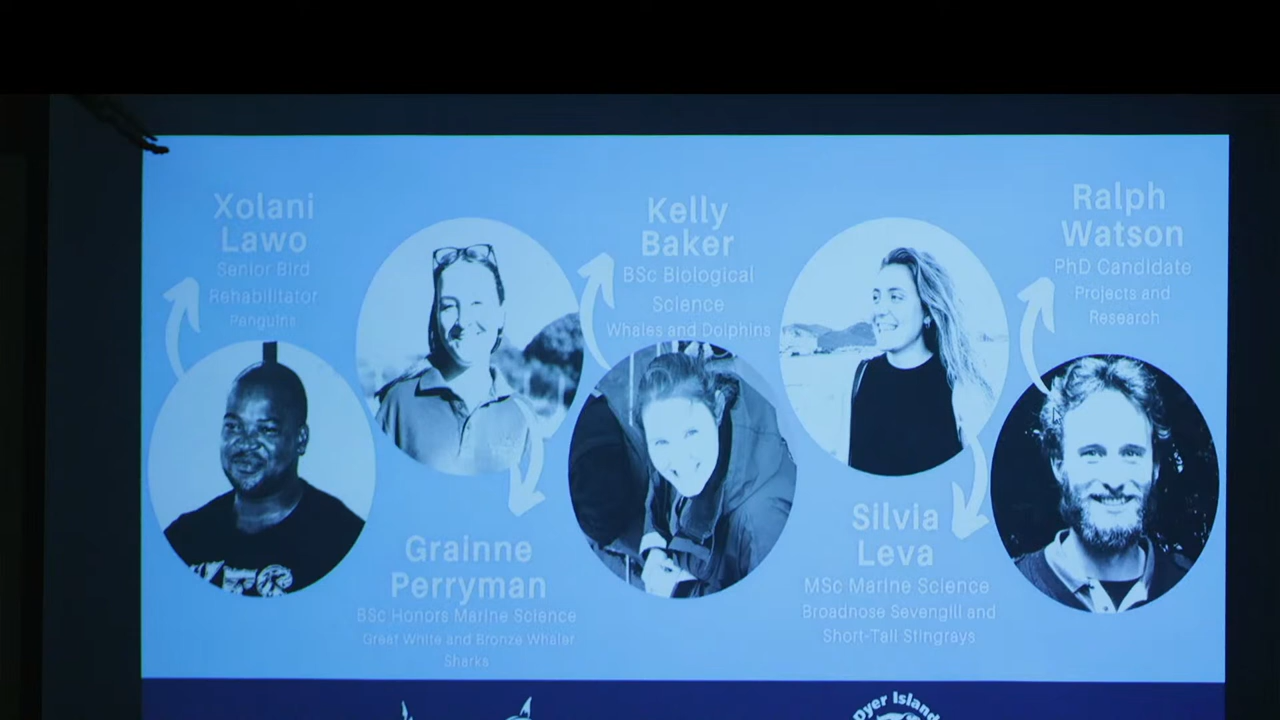 Xolani
Lawo
Senior Bird
Rehabilitator
Penguins
Grainne
Perryman
BSc Honors Marine Science
Great White and Bronze Whaler
Sharks
Kelly
Baker
BSc Biological
Science
Whales and Dolphins
Silvia
Leva
MSc Marine Science
Broadnose Sevengill and
Short-Tail Stingrays
Ralph
Watson
PhD Candidate
Projects and
Research
Dyer Island